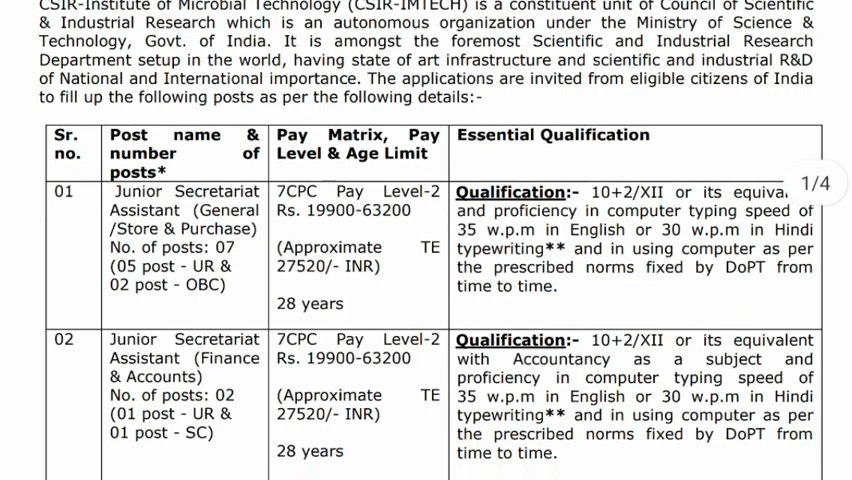 CSIR-Institute of Microbial Technology (CSIR-IMTECH) is a constituent unit of Council of Scientific
& Industrial Research which is an autonomous organization under the Ministry of Science &
Technology, Govt. of India. It is amongst the foremost Scientific and Industrial Research
Department setup in the world, having state of art infrastructure and scientific and industrial R&D
of National and International importance. The applications are invited from eligible citizens of India
to fill up the following posts as per the following details:-
Sr. no.
Post name & number of posts*
Pay Matrix, Pay Level & Age Limit
Essential Qualification
01
Junior Secretariat
Assistant (General
/Store & Purchase)
No. of posts: 07
(05 post - UR &
02 post - OBC)
7CPC Pay Level-2
Rs. 19900-63200
(Approximate TE
27520/- INR)
28 years
Qualification:- 10+2/XII or its equiva
and proficiency in computer typing speed of
35 w.p.m in English or 30 w.p.m in Hindi
typewriting** and in using computer as per
the prescribed norms fixed by DoPT from
time to time.
1/4
02
Junior Secretariat
Assistant (Finance
& Accounts)
No. of posts: 02
(01 post - UR &
01 post - SC)
7CPC Pay Level-2
Rs. 19900-63200
(Approximate TE
27520/- INR)
28 years
Qualification:- 10+2/XII or its equivalent
with Accountancy as a subject and
proficiency in computer typing speed of
35 w.p.m in English or 30 w.p.m in Hindi
typewriting** and in using computer as per
the prescribed norms fixed by DoPT from
time to time.